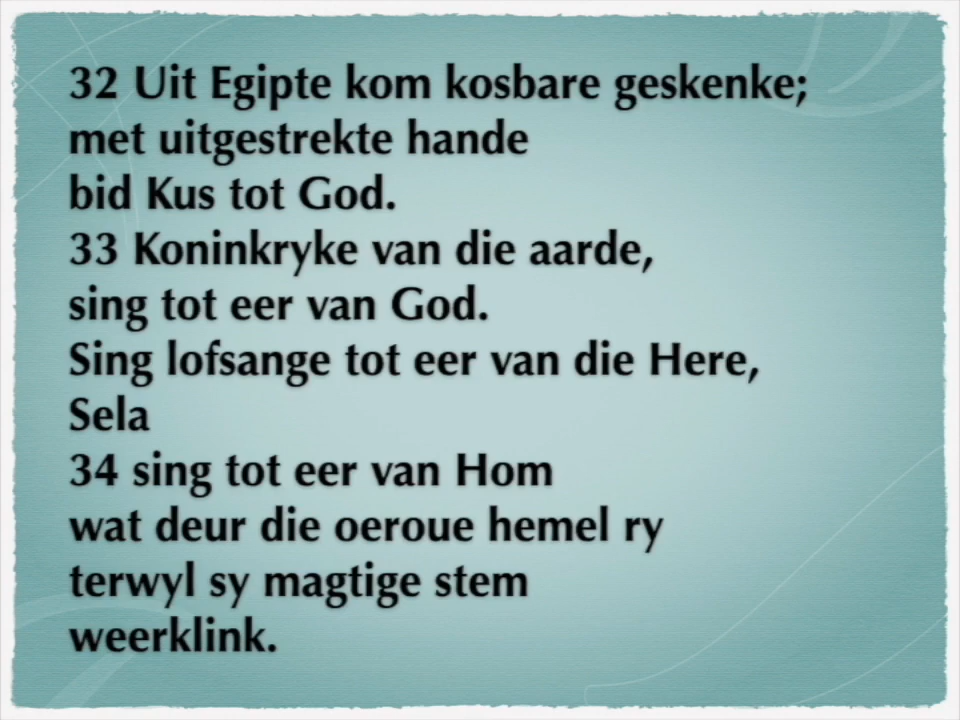 32 Uit Egipte kom kosbare geskenke;
met uitgestrekte hande
bid Kus tot God.
33 Koninkryke van die aarde,
sing tot eer van God.
Sing lofsange tot eer van die Here,
Sela
34 sing tot eer van Hom
wat deur die oeroue hemel ry
terwyl sy magtige stem
weerklink.